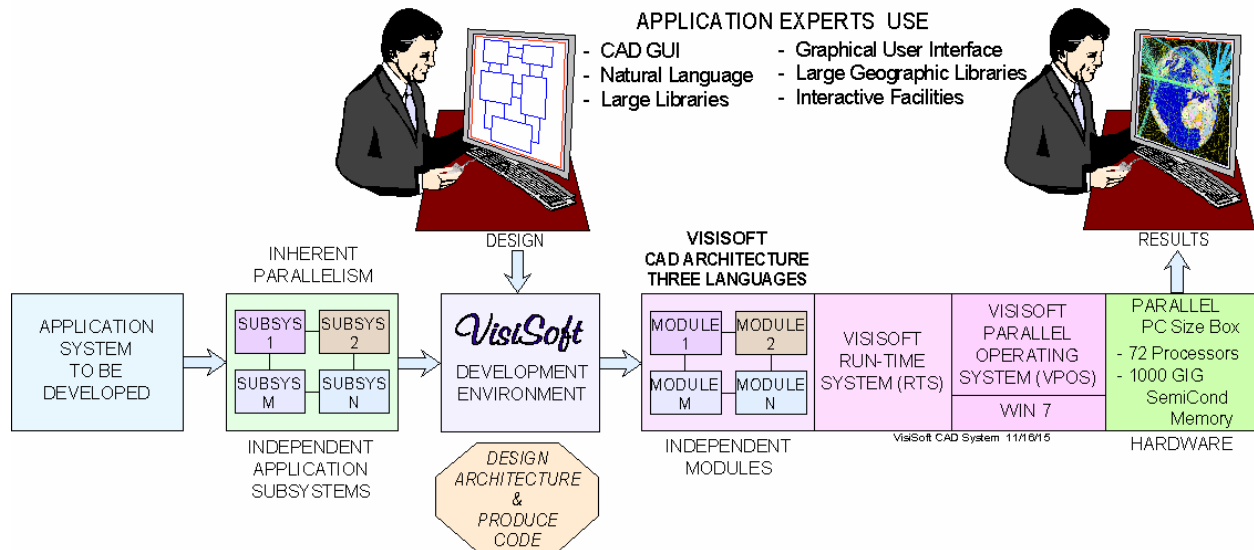 APPLICATION EXPERTS USE
- CAD GUI
- Natural Language
- Large Libraries
- Graphical User Interface
- Large Geographic Libraries
- Interactive Facilities
DESIGN
RESULTS
INHERENT
PARALLELISM
VISISOFT
CAD ARCHITECTURE
THREE LANGUAGES
APPLICATION
SYSTEM
TO BE
DEVELOPED
SUBSYS
1
SUBSYS
2
SUBSYS
M
SUBSYS
N
INDEPENDENT
APPLICATION
SUBSYSTEMS
VisiSoft
DEVELOPMENT
ENVIRONMENT
DESIGN
ARCHITECTURE
&
PRODUCE
CODE
MODULE
1
MODULE
2
MODULE
M
MODULE
N
INDEPENDENT
MODULES
VISISOFT
RUN-TIME
SYSTEM (RTS)
VISISOFT
PARALLEL
OPERATING
SYSTEM (VPOS)
WIN 7
VisiSoft CAD System 11/16/15
PARALLEL
PC Size Box
- 72 Processors
- 1000 GIG
SemiCond
Memory
HARDWARE